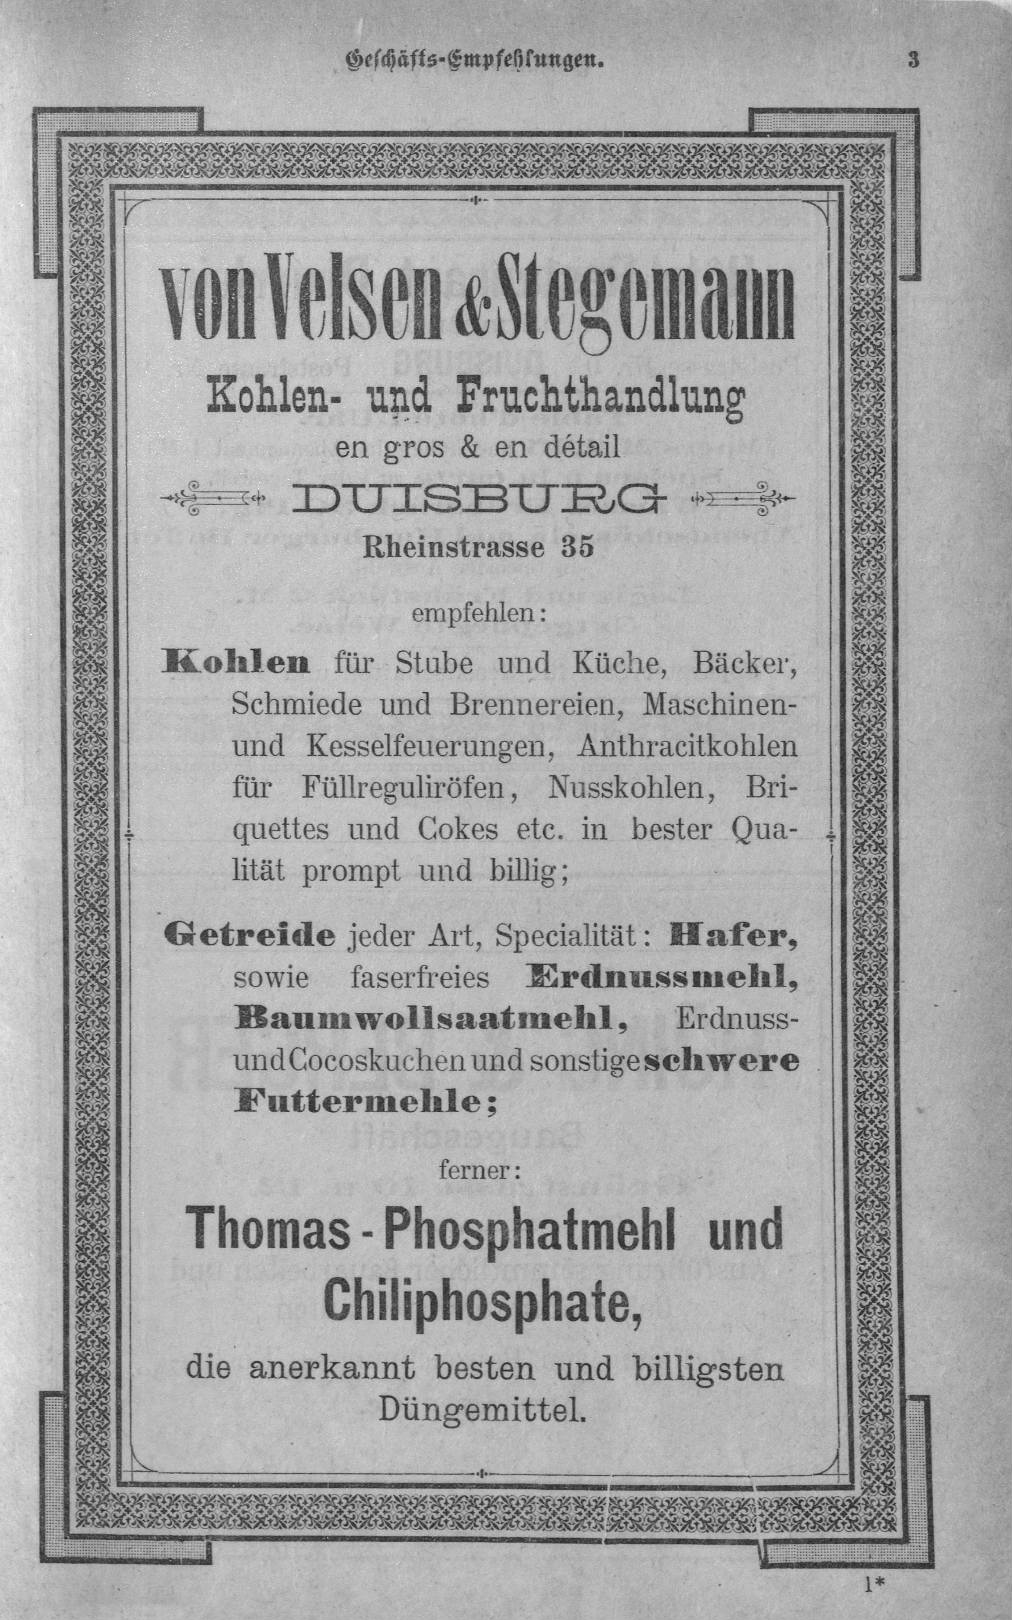 Geschäfts-Empfehlungen. 3
von Velsen & Stegemann
Kohlen- und Fruchthandlung
en gros & en détail
DUISBURG
Rheinstrasse 35
empfehlen:
Kohlen für Stube und Küche, Bäcker,
Schmiede und Brennereien, Maschinen-
und Kesselfeuerungen, Anthracitkohlen
für Füllreguliröfen, Nusskohlen, Bri-
quettes und Cokes etc. in bester Qua-
lität prompt und billig;
Getreide jeder Art, Specialität: Hafer,
sowie faserfreies Erdnussmehl,
Baumwollsaatmehl, Erdnuss-
und Cocoskuchen und sonstige schwere
Futtermehle;
ferner:
Thomas-Phosphatmehl und
Chiliphosphate,
die anerkannt besten und billigsten
Düngemittel.
1*